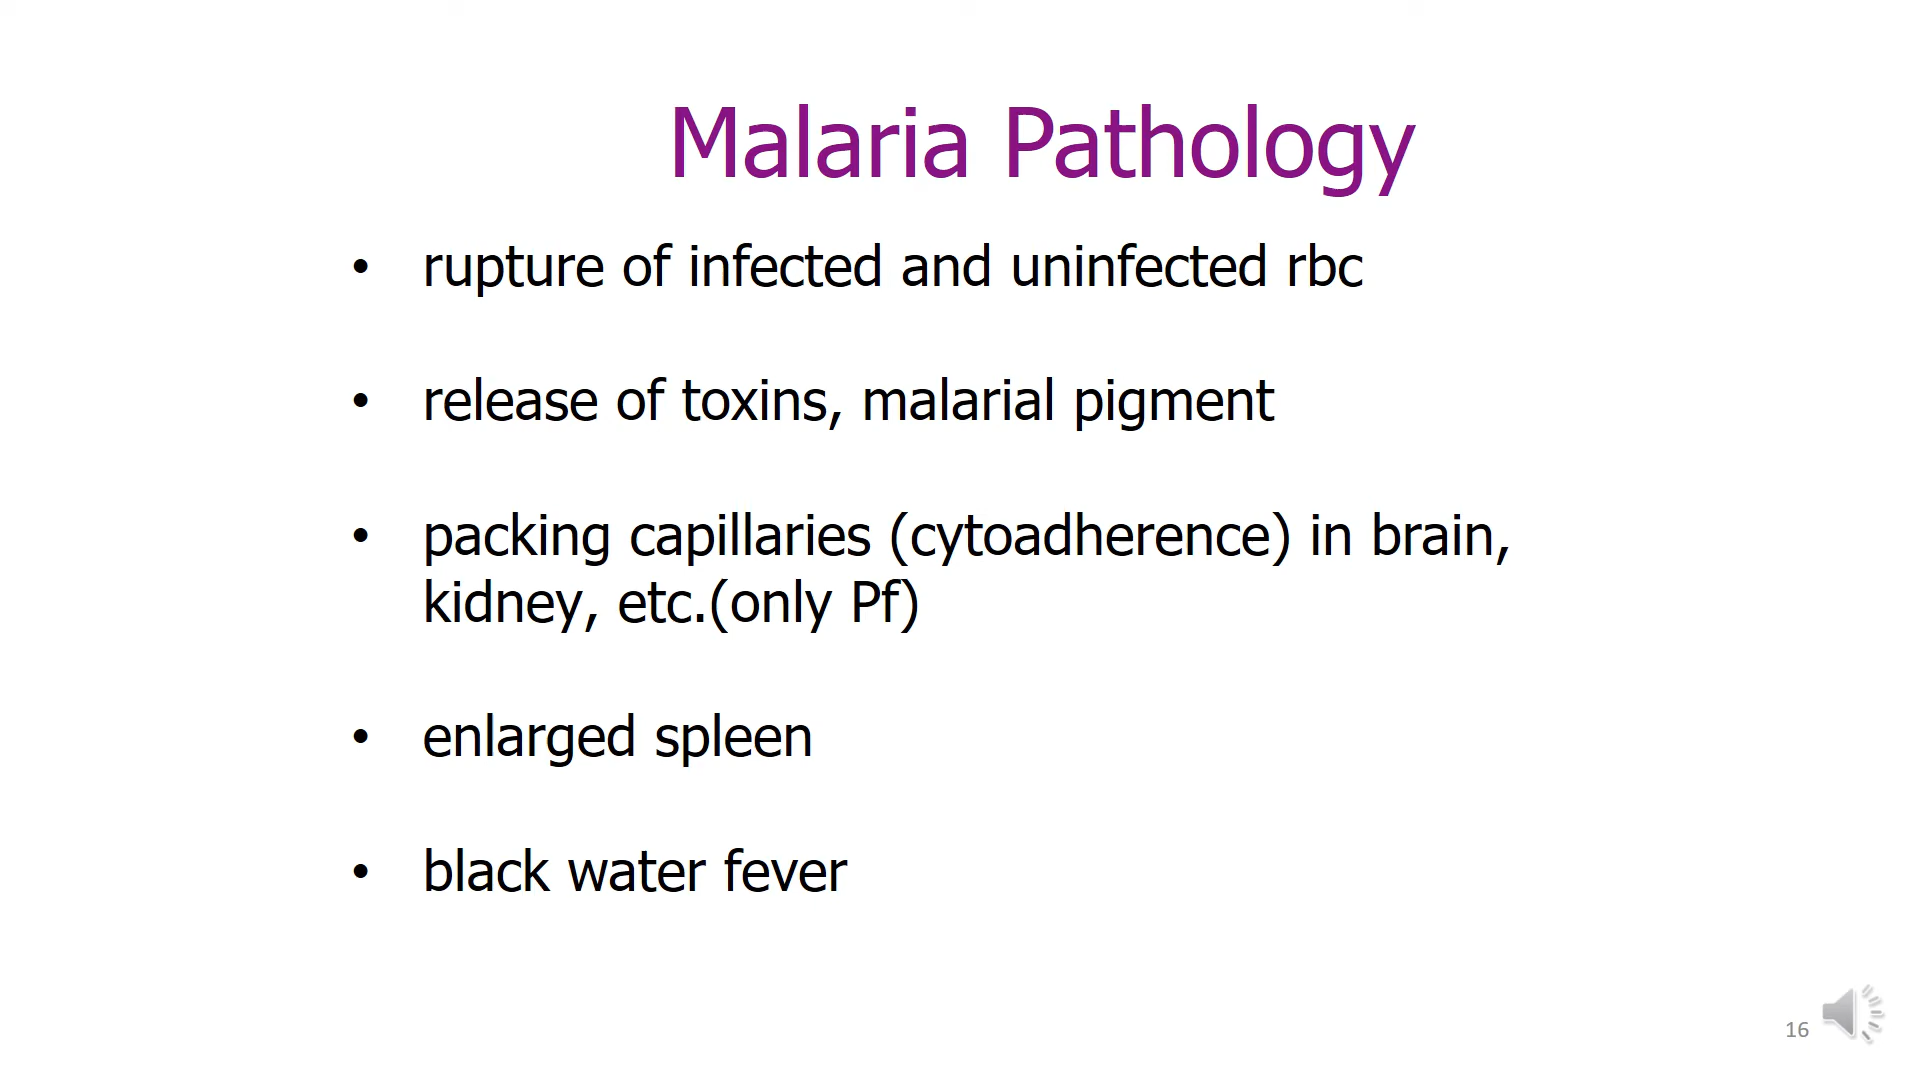 Malaria Pathology
• rupture of infected and uninfected rbc
• release of toxins, malarial pigment
• packing capillaries (cytoadherence) in brain,
kidney, etc.(only Pf)
• enlarged spleen
• black water fever
16